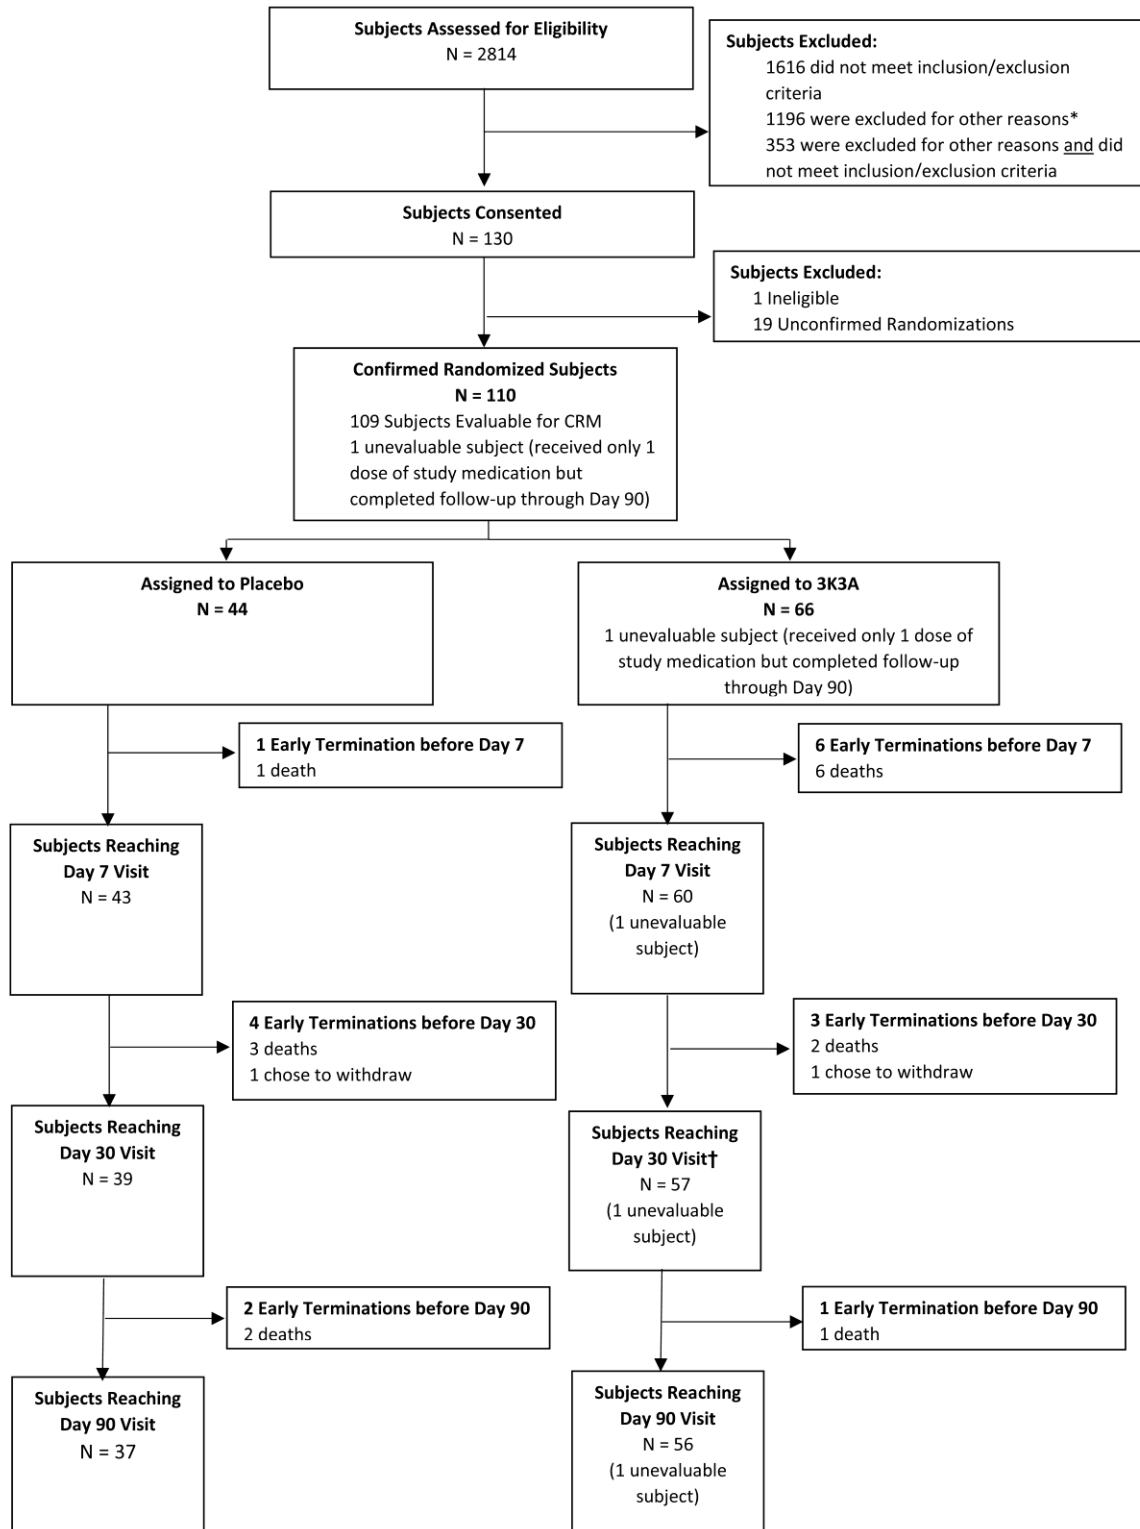 Subjects Assessed for Eligibility
N = 2814
Subjects Excluded:
1616 did not meet inclusion/exclusion
criteria
1196 were excluded for other reasons*
353 were excluded for other reasons and did
not meet inclusion/exclusion criteria
Subjects Consented
N = 130
Subjects Excluded:
1 Ineligible
19 Unconfirmed Randomizations
Confirmed Randomized Subjects
N = 110
109 Subjects Evaluable for CRM
1 unevaluable subject (received only 1
dose of study medication but
completed follow-up through Day 90)
Assigned to Placebo
N = 44
Assigned to 3K3A
N = 66
1 unevaluable subject (received only 1 dose of
study medication but completed follow-up
through Day 90)
1 Early Termination before Day 7
1 death
6 Early Terminations before Day 7
6 deaths
Subjects Reaching
Day 7 Visit
N = 43
Subjects Reaching
Day 7 Visit
N = 60
(1 unevaluable
subject)
4 Early Terminations before Day 30
3 deaths
1 chose to withdraw
3 Early Terminations before Day 30
2 deaths
1 chose to withdraw
Subjects Reaching
Day 30 Visit
N = 39
Subjects Reaching
Day 30 Visit†
N = 57
(1 unevaluable
subject)
2 Early Terminations before Day 90
2 deaths
1 Early Termination before Day 90
1 death
Subjects Reaching
Day 90 Visit
N = 37
Subjects Reaching
Day 90 Visit
N = 56
(1 unevaluable
subject)